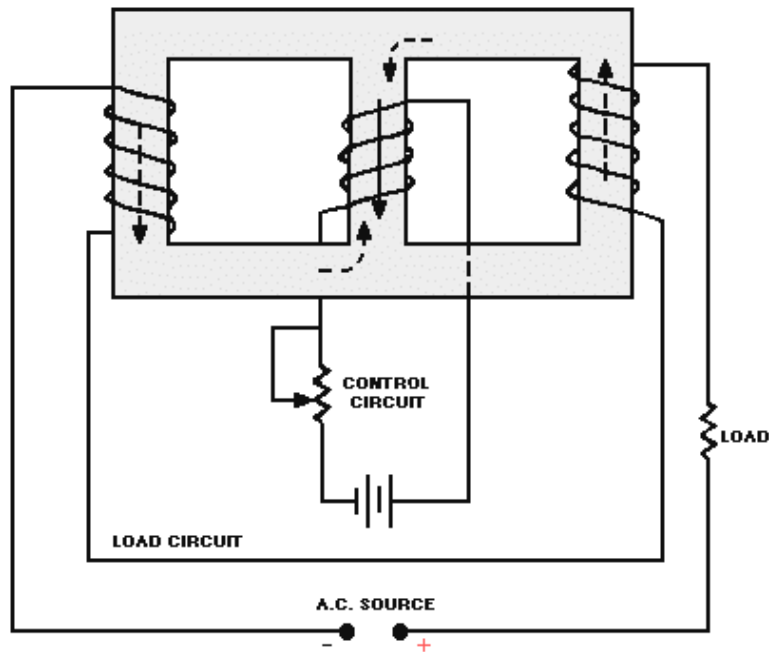 CONTROL
CIRCUIT
LOAD
LOAD CIRCUIT
A.C. SOURCE
- +